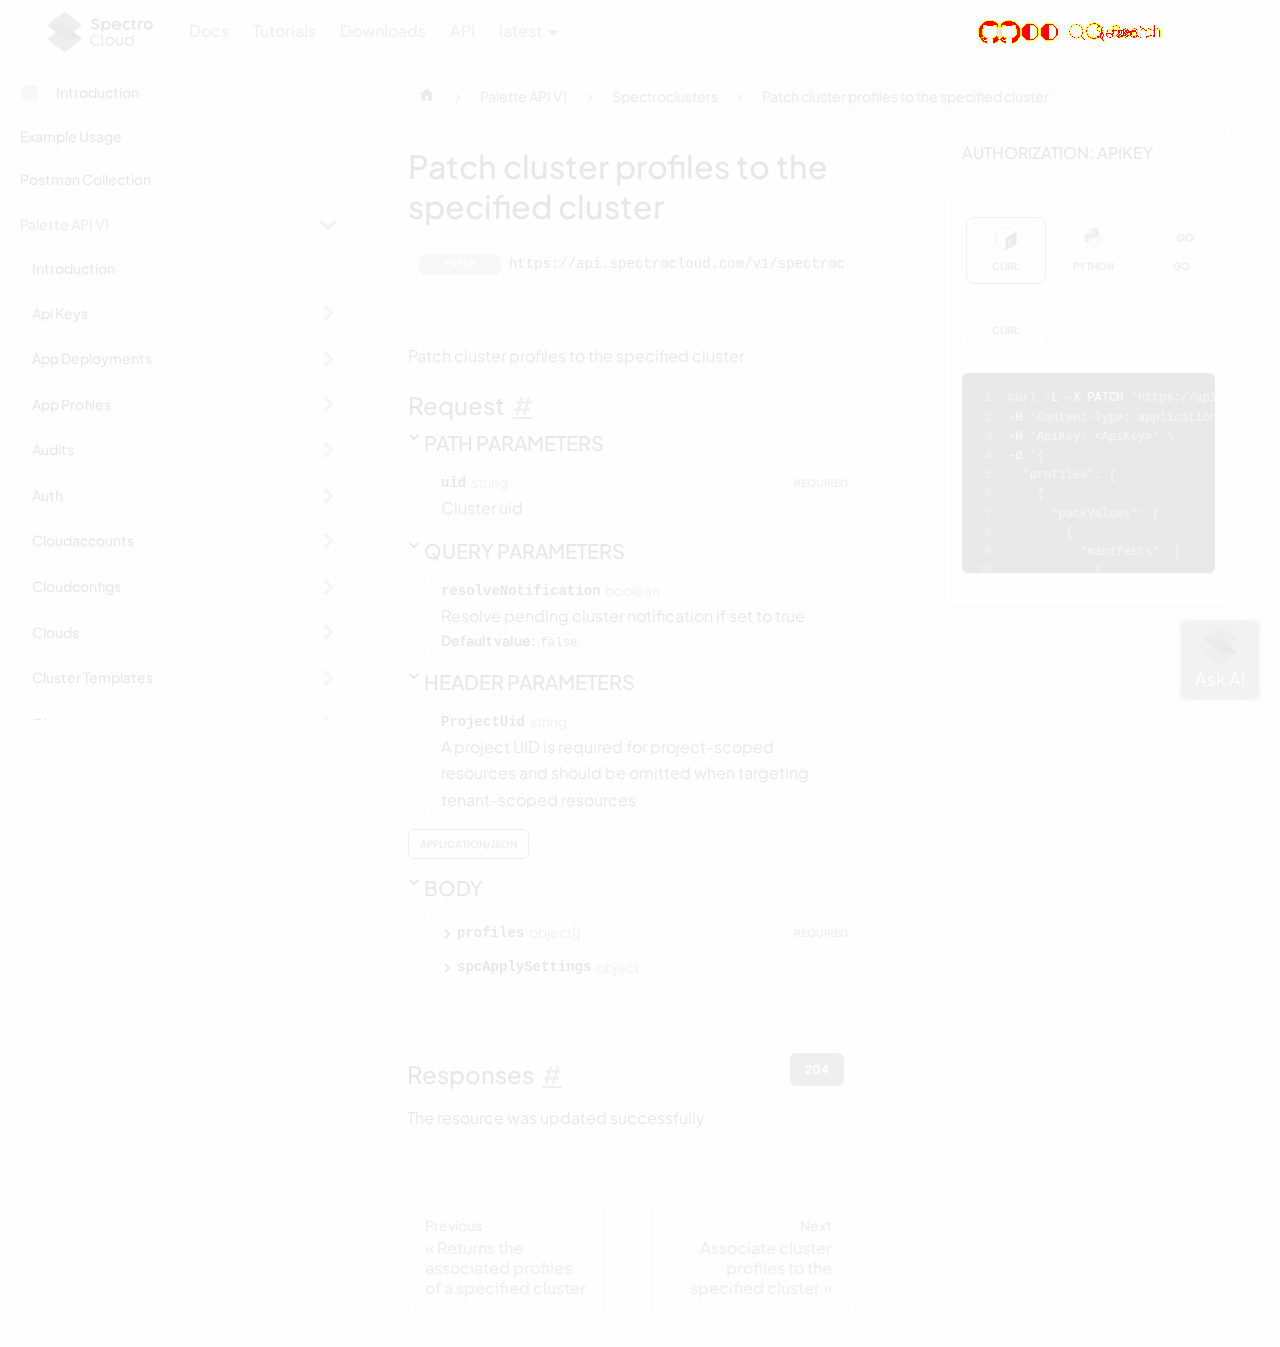 Spectro
Cloud
Docs
Tutorials
Downloads
API
latest
Search
Introduction
Example Usage
Postman Collection
Palette API V1
Introduction
Api Keys
App Deployments
App Profiles
Audits
Auth
Cloudaccounts
Cloudconfigs
Clouds
Cluster Templates
Palette API V1
Spectroclusters
Patch cluster profiles to the specified cluster
Patch cluster profiles to the
specified cluster
PATCH
https://api.spectrocloud.com/v1/spectroc
Patch cluster profiles to the specified cluster
Request #
PATH PARAMETERS
uid string REQUIRED
Cluster uid
QUERY PARAMETERS
resolveNotification boolean
Resolve pending cluster notification if set to true
Default value: false
HEADER PARAMETERS
ProjectUid string
A project UID is required for project-scoped
resources and should be omitted when targeting
tenant-scoped resources
APPLICATION/JSON
BODY
profiles object[] REQUIRED
spcApplySettings object
Responses #
204
The resource was updated successfully
Previous
« Returns the
associated profiles
of a specified cluster
Next
Associate cluster
profiles to the
specified cluster »
AUTHORIZATION: APIKEY
CURL
PYTHON
GO
GO
CURL
1 curl -L -X PATCH 'https://api
2 -H 'Content-Type: application
3 -H 'ApiKey: <ApiKey>' \
4 -d '{
5 "profiles": [
6 {
7 "packValues": [
8 {
9 "manifests": [
10 {
Ask AI